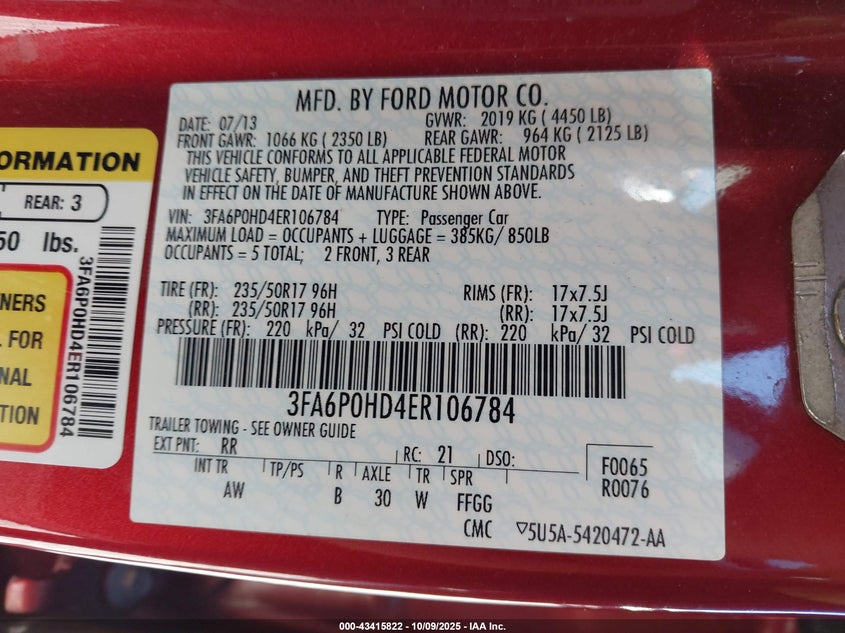 ORMATION
REAR: 3
50 lbs.
3FA6P0HD4ER106784
NERS
FOR
NAL
TION
MFD. BY FORD MOTOR CO.
DATE: 07/13 GVWR: 2019 KG ( 4450 LB)
FRONT GAWR: 1066 KG ( 2350 LB) REAR GAWR: 964 KG ( 2125 LB)
THIS VEHICLE CONFORMS TO ALL APPLICABLE FEDERAL MOTOR
VEHICLE SAFETY, BUMPER, AND THEFT PREVENTION STANDARDS
IN EFFECT ON THE DATE OF MANUFACTURE SHOWN ABOVE.
VIN: 3FA6P0HD4ER106784 TYPE: Passenger Car
MAXIMUM LOAD = OCCUPANTS + LUGGAGE = 385KG/ 850LB
OCCUPANTS = 5 TOTAL; 2 FRONT, 3 REAR
TIRE (FR): 235/50R17 96H RIMS (FR): 17x7.5J
(RR): 235/50R17 96H (RR): 17x7.5J
PRESSURE (FR): 220 kPa/ 32 PSI COLD (RR): 220 kPa/ 32 PSI COLD
3FA6P0HD4ER106784
TRAILER TOWING - SEE OWNER GUIDE
EXT PNT: RR RC: 21 DSO:
INT TR TP/PS R AXLE TR SPR
AW B 30 W FFGG
F0065
R0076
CMC ▽5U5A-5420472-AA
000-43415822 - 10/09/2025 - IAA Inc.